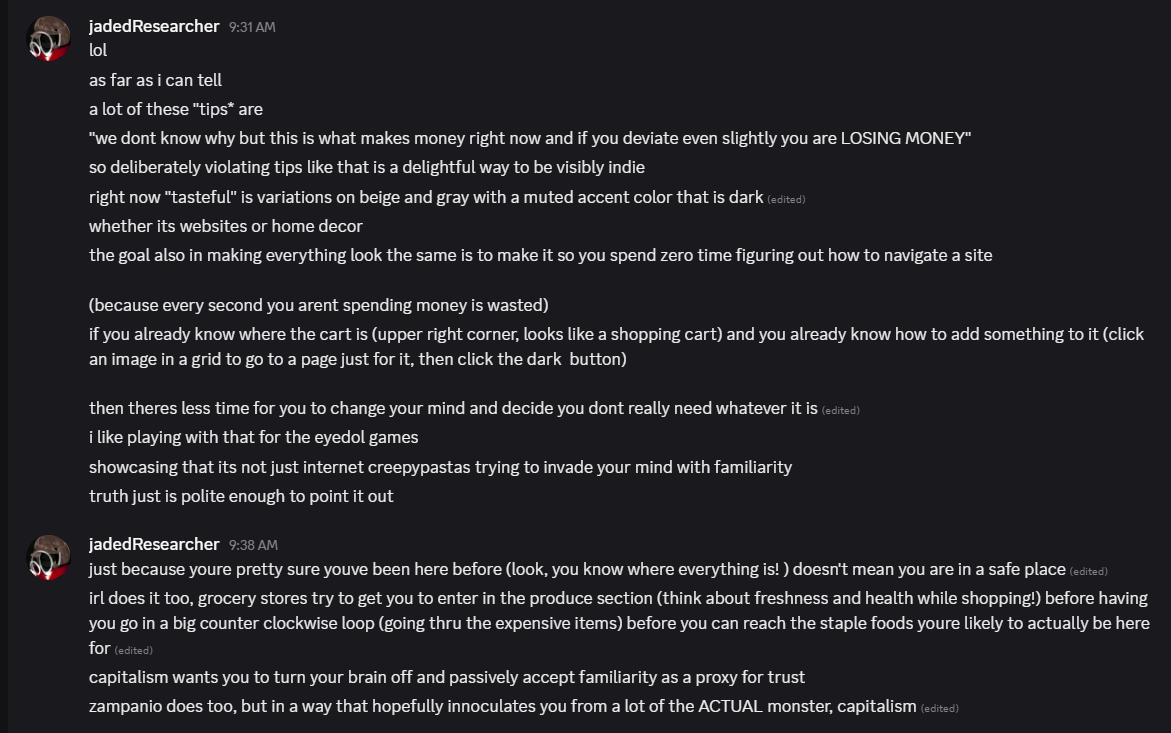 jadedResearcher 9:31 AM
lol
as far as i can tell
a lot of these "tips* are
"we dont know why but this is what makes money right now and if you deviate even slightly you are LOSING MONEY"
so deliberately violating tips like that is a delightful way to be visibly indie
right now "tasteful" is variations on beige and gray with a muted accent color that is dark (edited)
whether its websites or home decor
the goal also in making everything look the same is to make it so you spend zero time figuring out how to navigate a site
(because every second you arent spending money is wasted)
if you already know where the cart is (upper right corner, looks like a shopping cart) and you already know how to add something to it (click
an image in a grid to go to a page just for it, then click the dark  button)
then theres less time for you to change your mind and decide you dont really need whatever it is (edited)
i like playing with that for the eyedol games
showcasing that its not just internet creepypastas trying to invade your mind with familiarity
truth just is polite enough to point it out
jadedResearcher 9:38 AM
just because youre pretty sure youve been here before (look, you know where everything is! ) doesn't mean you are in a safe place (edited)
irl does it too, grocery stores try to get you to enter in the produce section (think about freshness and health while shopping!) before having
you go in a big counter clockwise loop (going thru the expensive items) before you can reach the staple foods youre likely to actually be here
for (edited)
capitalism wants you to turn your brain off and passively accept familiarity as a proxy for trust
zampanio does too, but in a way that hopefully innoculates you from a lot of the ACTUAL monster, capitalism (edited)